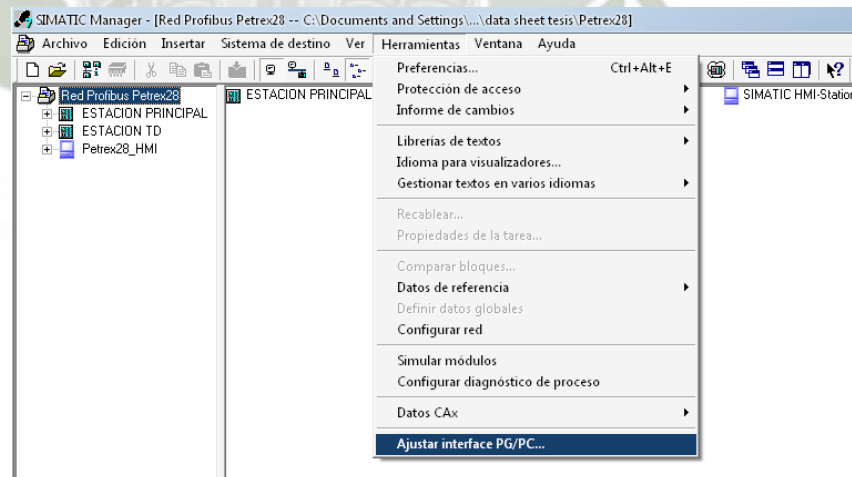 SIMATIC Manager - [Red Profibus Petrex28 -- C:\Documents and Settings\...\data sheet tesis\Petrex28]
Archivo Edición Insertar Sistema de destino Ver Herramientas Ventana Ayuda
Red Profibus Petrex28
ESTACION PRINCIPAL
ESTACION TD
Petrex28_HMI
ESTACION PRINCIPAL
Preferencias... Ctrl+Alt+E
Protección de acceso
Informe de cambios
Librerías de textos
Idioma para visualizadores...
Gestionar textos en varios idiomas
Recablear...
Propiedades de la tarea...
Comparar bloques...
Datos de referencia
Definir datos globales
Configurar red
Simular módulos
Configurar diagnóstico de proceso
Datos CAx
Ajustar interface PG/PC...
SIMATIC HMI-Station